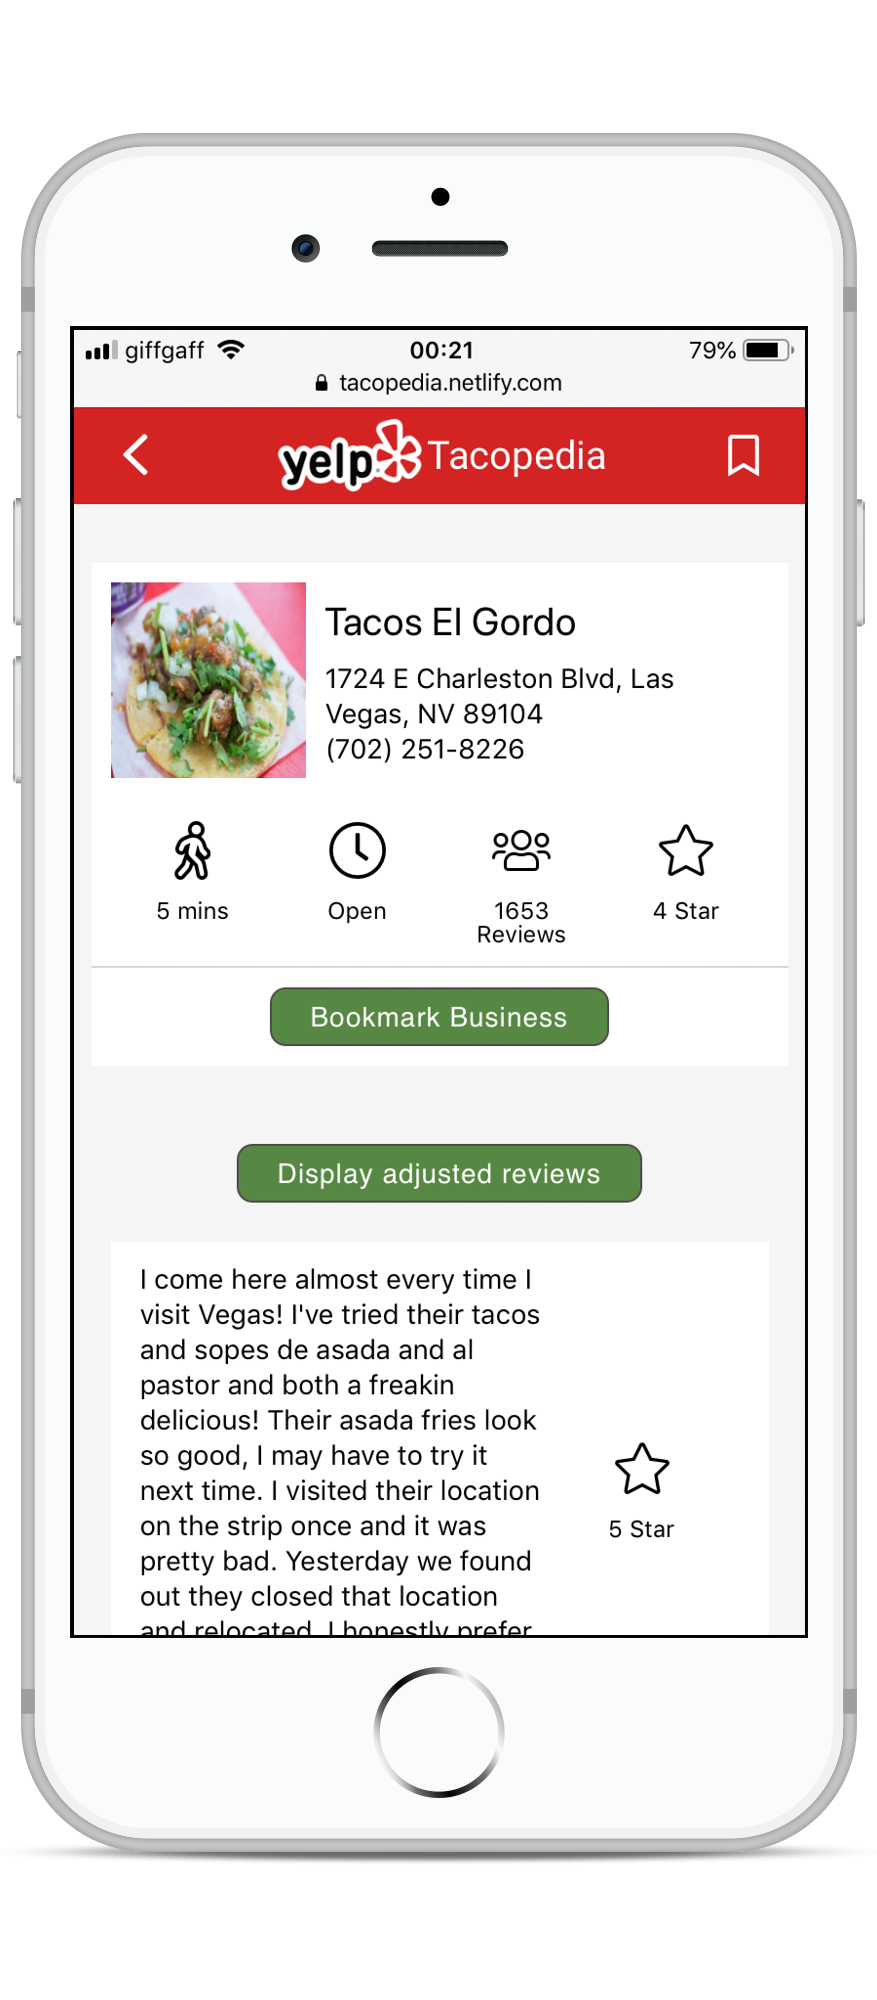 giffgaff 00:21 79%
tacopedia.netlify.com
yelp Tacopedia
Tacos El Gordo
1724 E Charleston Blvd, Las
Vegas, NV 89104
(702) 251-8226
5 mins Open 1653 Reviews 4 Star
Bookmark Business
Display adjusted reviews
I come here almost every time I
visit Vegas! I've tried their tacos
and sopes de asada and al
pastor and both a freakin
delicious! Their asada fries look
so good, I may have to try it
next time. I visited their location
on the strip once and it was
pretty bad. Yesterday we found
out they closed that location
and relocated. I honestly prefer
5 Star